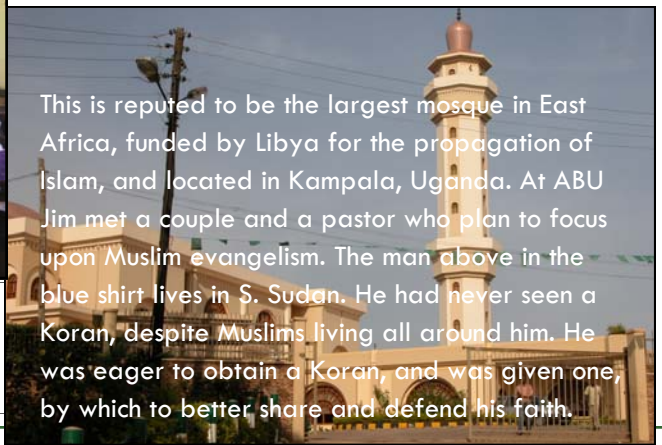 This is reputed to be the largest mosque in East
Africa, funded by Libya for the propagation of
Islam, and located in Kampala, Uganda. At ABU
Jim met a couple and a pastor who plan to focus
upon Muslim evangelism. The man above in the
blue shirt lives in S. Sudan. He had never seen a
Koran, despite Muslims living all around him. He
was eager to obtain a Koran, and was given one,
by which to better share and defend his faith.